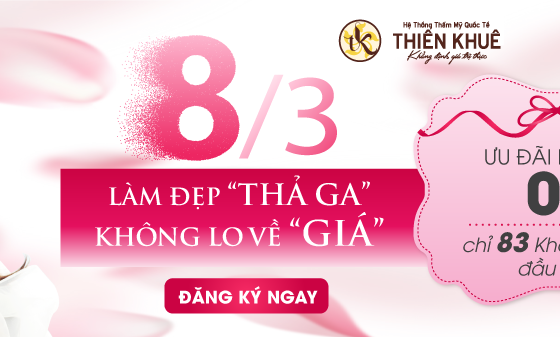 Hệ Thống Thẩm Mỹ Quốc Tế
THIÊN KHUÊ
Khẳng định giá trị thực
8/3
LÀM ĐẸP “THẢ GA”
KHÔNG LO VỀ “GIÁ”
ĐĂNG KÝ NGAY
ƯU ĐÃI
0
chỉ 83
đầu